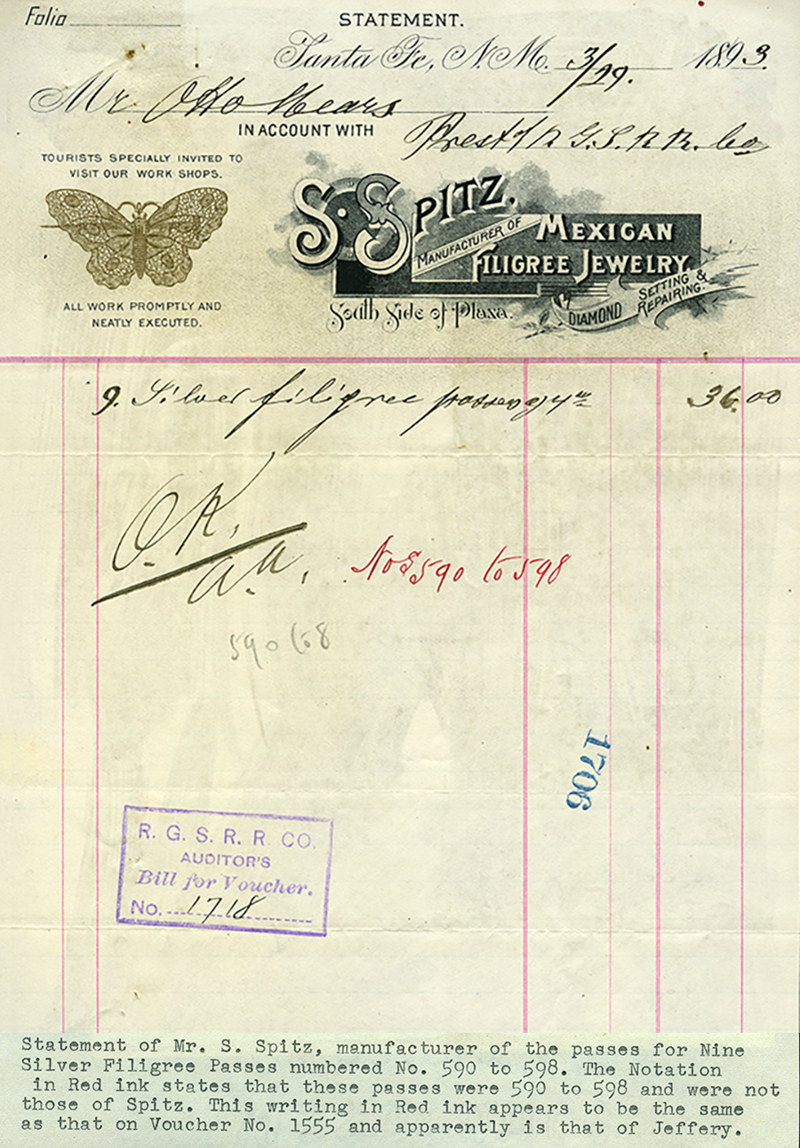 Folio
STATEMENT.
Santa Fe, N.M. 3/29. 1893.
Mr Otto Mears
IN ACCOUNT WITH
Prest R G. S. R R. Co
TOURISTS SPECIALLY INVITED TO
VISIT OUR WORK SHOPS.
S. SPITZ.
MANUFACTURER OF MEXICAN
FILIGREE JEWELRY
DIAMOND SETTING &
REPAIRING.
South Side of Plaza.
ALL WORK PROMPTLY AND
NEATLY EXECUTED.
9. Silver filigree passes @ 4 36.00
O.K.
Nos 590 to 598
590 to 8
1706
R. G. S. R. R CO.
AUDITOR'S
Bill for Voucher.
No. 1718
Statement of Mr. S. Spitz, manufacturer of the passes for Nine
Silver Filigree Passes numbered No. 590 to 598. The Notation
in Red ink states that these passes were 590 to 598 and were not
those of Spitz. This writing in Red ink appears to be the same
as that on Voucher No. 1555 and apparently is that of Jeffery.